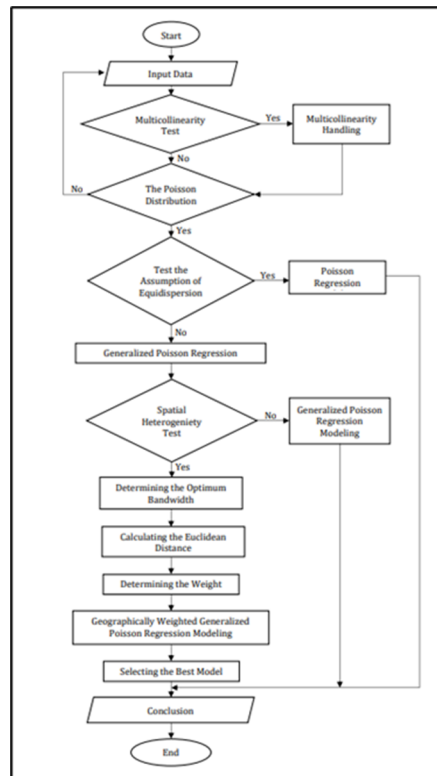 Start
Input Data
Multicollinearity
Test
Yes
Multicollinearity
Handling
No
No
The Poisson
Distribution
Yes
Test the
Assumption of
Equidispersion
Yes
Poisson
Regression
No
Generalized Poisson Regression
Spatial
Heterogeniety
Test
No
Generalized Poisson
Regression
Modeling
Yes
Determining the Optimum
Bandwidth
Calculating the Euclidean
Distance
Determining the Weight
Geographically Weighted Generalized
Poisson Regression Modeling
Selecting the Best Model
Conclusion
End